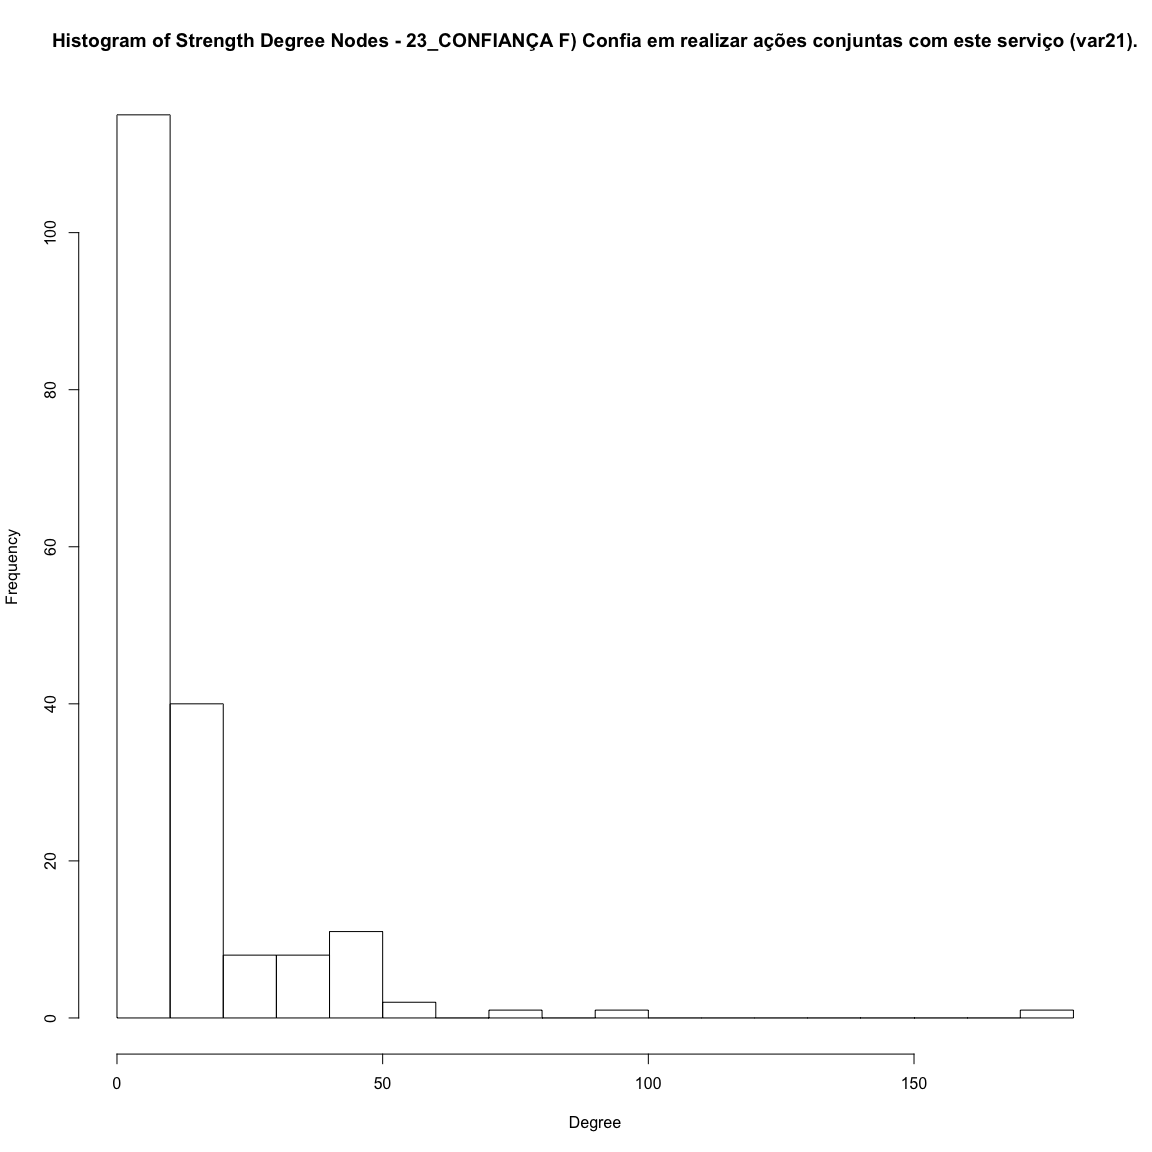 Histogram of Strength Degree Nodes - 23_CONFIANÇA F) Confia em realizar ações conjuntas com este serviço (var21).
100
80
60
40
20
0
Frequency
0 50 100 150
Degree